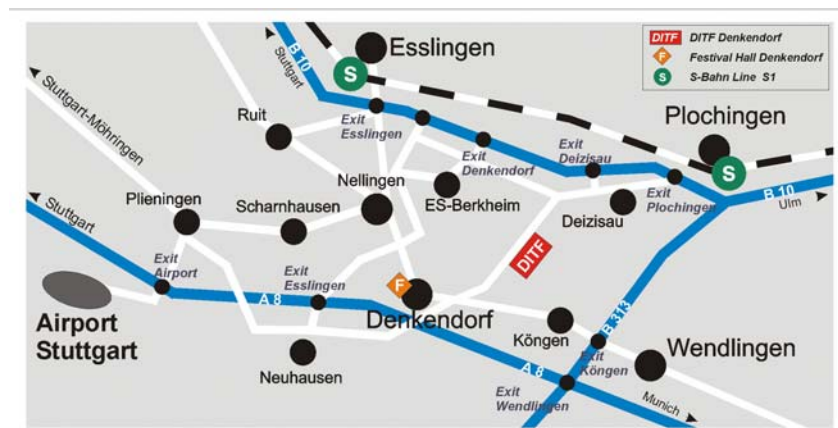 B 10
Stuttgart
Esslingen
DITF DITF Denkendorf
F Festival Hall Denkendorf
S S-Bahn Line S1
S
Stuttgart
Stuttgart-Möhringen
Ruit
Exit
Esslingen
Plochingen
Exit
Denkendorf
Exit
Deizisau
S
Nellingen
Plieningen
Scharnhausen
ES-Berkheim
Deizisau
Exit
Plochingen
B 10
Ulm
Stuttgart
Exit
Airport
Exit
Esslingen
DITF
F
A 8
Airport
Stuttgart
Denkendorf
Köngen
B 313
Wendlingen
Neuhausen
Exit
Köngen
A 8
Exit
Wendlingen
Munich